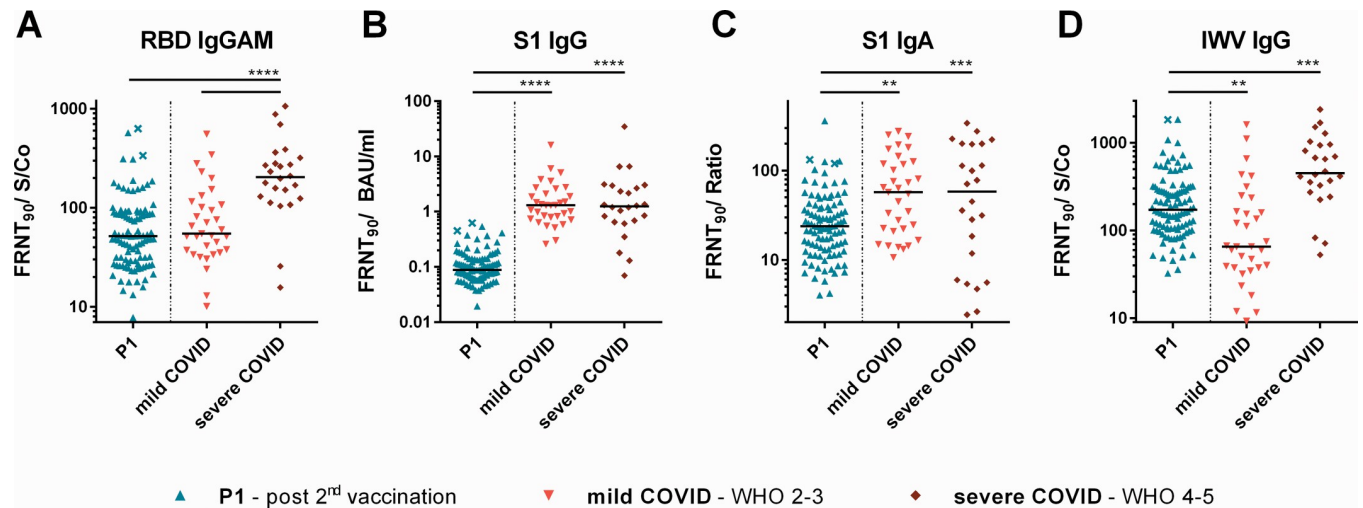 A
RBD IgGAM
****
FRNT90/ S/Co
1000
100
10
P1
mild COVID
severe COVID
B
S1 IgG
****
****
FRNT90/ BAU/ml
100
10
1
0.1
0.01
P1
mild COVID
severe COVID
C
S1 IgA
***
**
FRNT90/ Ratio
100
10
P1
mild COVID
severe COVID
D
IWV IgG
***
**
FRNT90/ S/Co
1000
100
10
P1
mild COVID
severe COVID
P1 - post 2nd vaccination
mild COVID - WHO 2-3
severe COVID - WHO 4-5